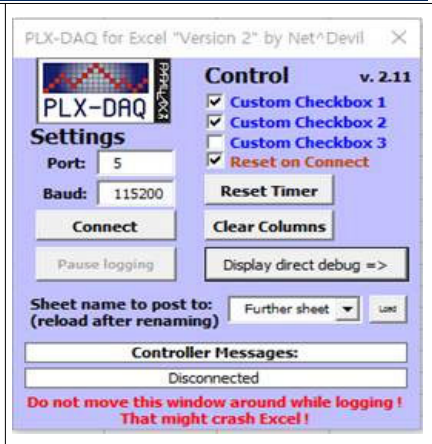 PLX-DAQ for Excel "Version 2" by Net^Devil
PLX-DAQ
Control v. 2.11
Custom Checkbox 1
Custom Checkbox 2
Custom Checkbox 3
Reset on Connect
Settings
Port: 5
Baud: 115200
Reset Timer
Connect
Clear Columns
Pause logging
Display direct debug =>
Sheet name to post to:
(reload after renaming)
Further sheet
Load
Controller Messages:
Disconnected
Do not move this window around while logging !
That might crash Excel !